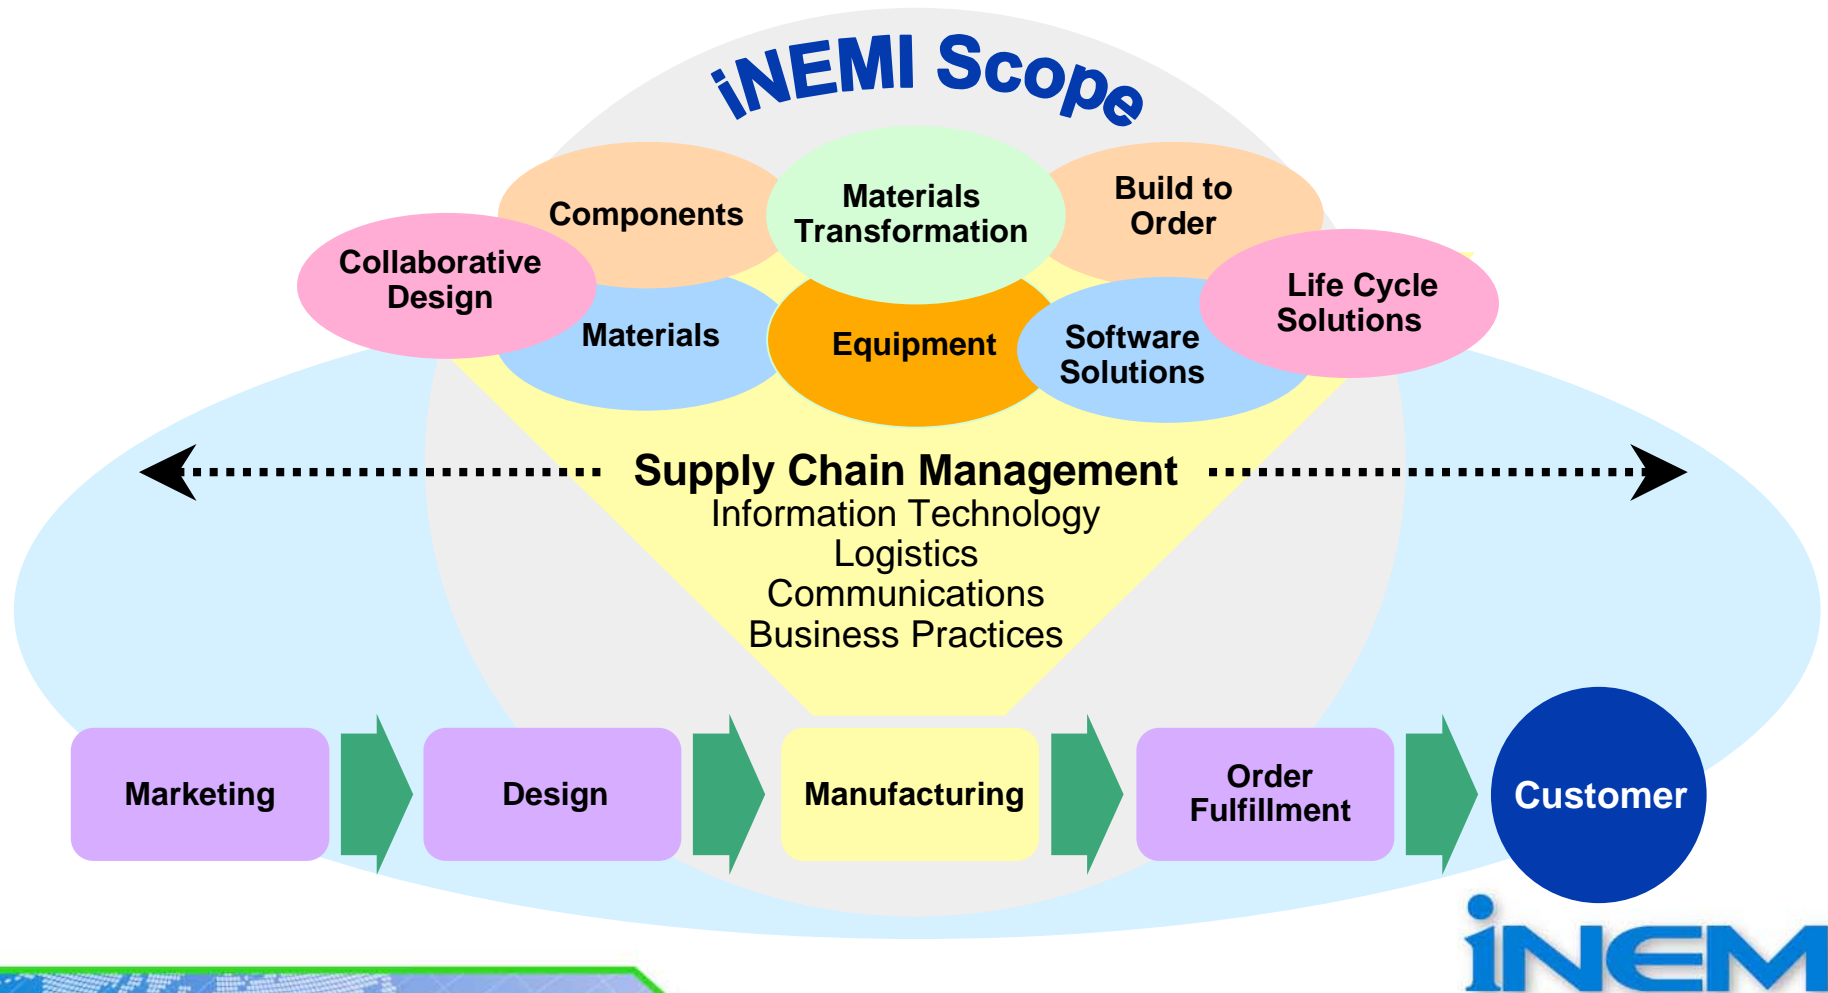 iNEMI Scope
Components
Materials
Transformation
Build to
Order
Collaborative
Design
Life Cycle
Solutions
Materials
Equipment
Software
Solutions
Supply Chain Management
Information Technology
Logistics
Communications
Business Practices
Marketing
Design
Manufacturing
Order
Fulfillment
Customer
iNEM